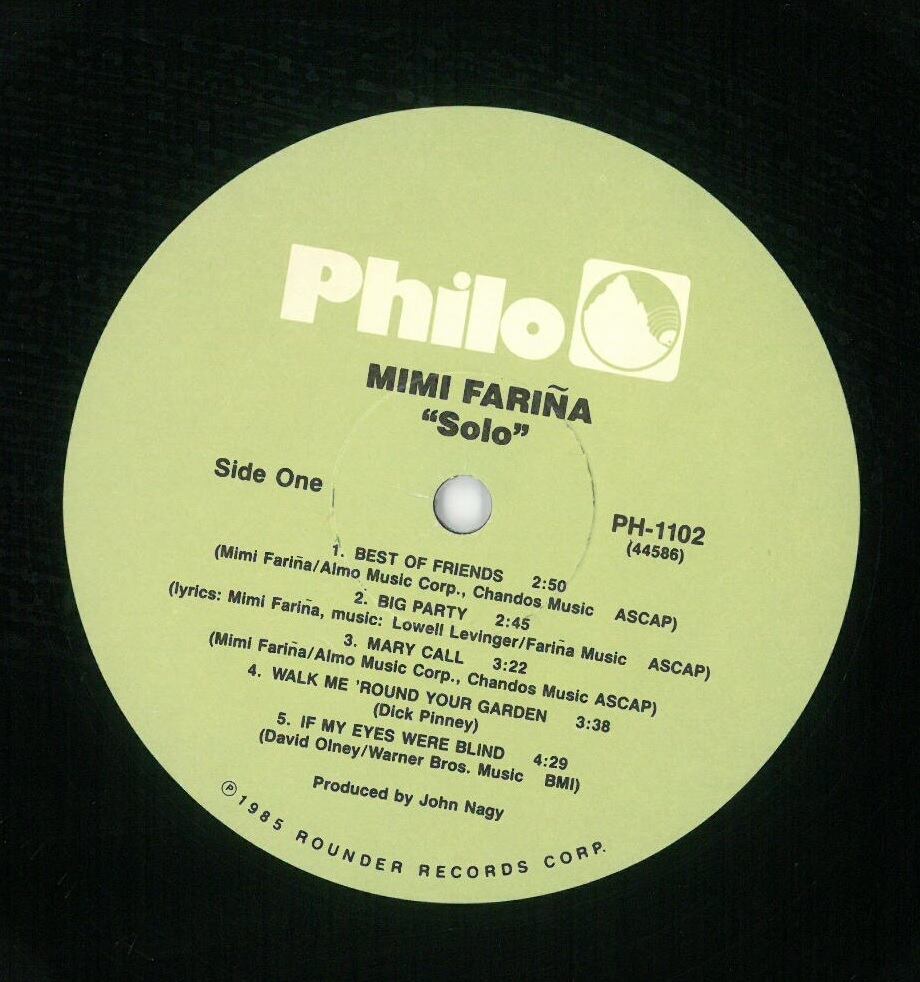 Philo
MIMI FARIÑA
“Solo”
Side One
PH-1102
(44586)
1. BEST OF FRIENDS 2:50
(Mimi Fariña/Almo Music Corp., Chandos Music ASCAP)
2. BIG PARTY 2:45
(lyrics: Mimi Fariña, music: Lowell Levinger/Fariña Music ASCAP)
3. MARY CALL 3:22
(Mimi Fariña/Almo Music Corp., Chandos Music ASCAP)
4. WALK ME ’ROUND YOUR GARDEN 3:38
(Dick Pinney)
5. IF MY EYES WERE BLIND 4:29
(David Olney/Warner Bros. Music BMI)
Produced by John Nagy
℗ 1985 ROUNDER RECORDS CORP.